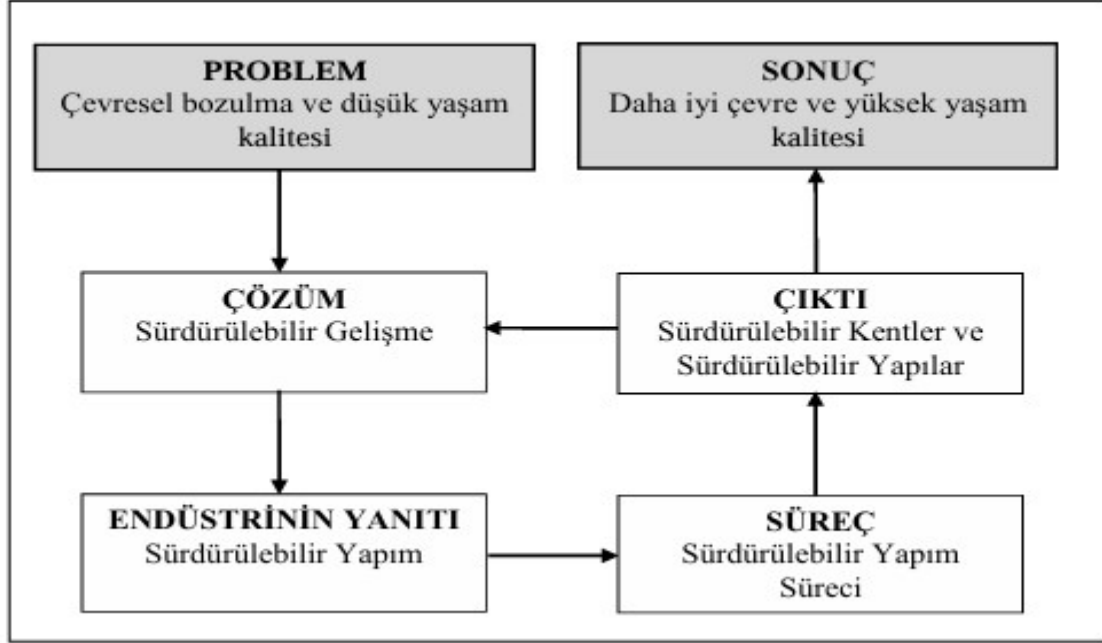 PROBLEM
Çevresel bozulma ve düşük yaşam
kalitesi
SONUÇ
Daha iyi çevre ve yüksek yaşam
kalitesi
ÇÖZÜM
Sürdürülebilir Gelişme
ÇIKTI
Sürdürülebilir Kentler ve
Sürdürülebilir Yapılar
ENDÜSTRİNİN YANITI
Sürdürülebilir Yapım
SÜREÇ
Sürdürülebilir Yapım
Süreci